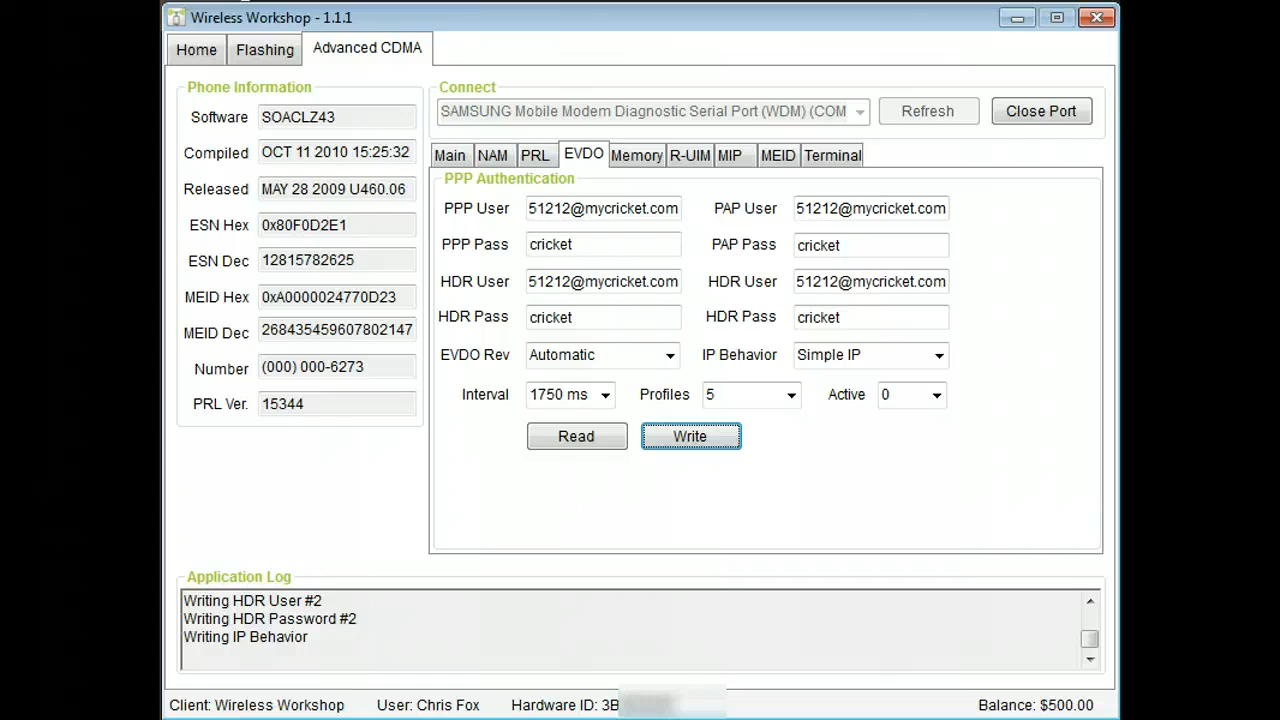 Wireless Workshop - 1.1.1
Home Flashing Advanced CDMA
Phone Information
Software SOACLZ43
Compiled OCT 11 2010 15:25:32
Released MAY 28 2009 U460.06
ESN Hex 0x80F0D2E1
ESN Dec 12815782625
MEID Hex 0xA0000024770D23
MEID Dec 268435459607802147
Number (000) 000-6273
PRL Ver. 15344
Connect
SAMSUNG Mobile Modem Diagnostic Serial Port (WDM) (COM Refresh Close Port
Main NAM PRL EVDO Memory R-UIM MIP MEID Terminal
PPP Authentication
PPP User 51212@mycricket.com PAP User 51212@mycricket.com
PPP Pass cricket PAP Pass cricket
HDR User 51212@mycricket.com HDR User 51212@mycricket.com
HDR Pass cricket HDR Pass cricket
EVDO Rev Automatic IP Behavior Simple IP
Interval 1750 ms Profiles 5 Active 0
Read Write
Application Log
Writing HDR User #2
Writing HDR Password #2
Writing IP Behavior
Client: Wireless Workshop User: Chris Fox Hardware ID: 3B Balance: $500.00